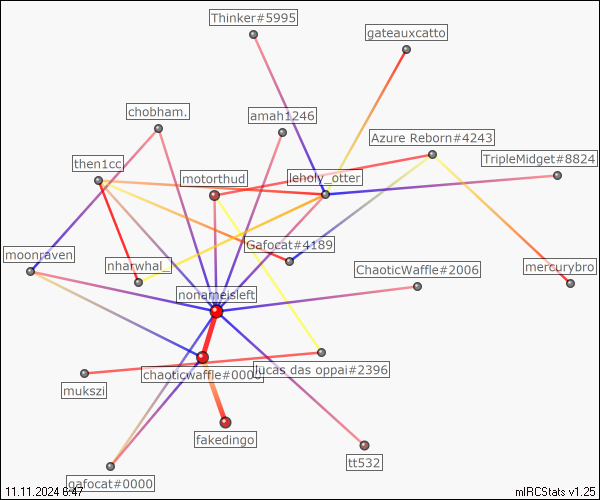 Thinker#5995
gateauxcatto
chobham.
amah1246
Azure Reborn#4243
then1cc
TripleMidget#8824
motorthud
leholy_otter
Gafocat#4189
moonraven
nharwhal_l
ChaoticWaffle#2006
mercurybro
nonameisleft
chaoticwaffle#0000
lucas das oppai#2396
mukszi
fakedingo
tt532
gafocat#0000
11.11.2024 6:47
mIRCStats v1.25